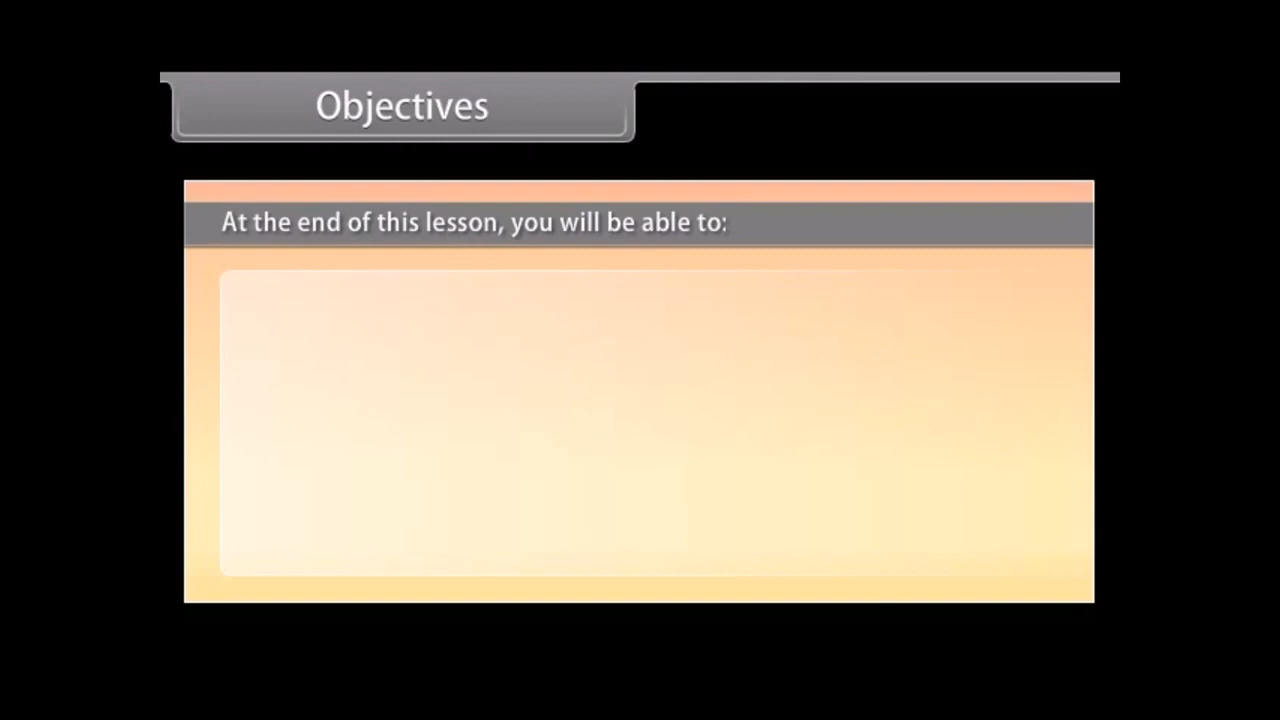 Objectives
At the end of this lesson, you will be able to: